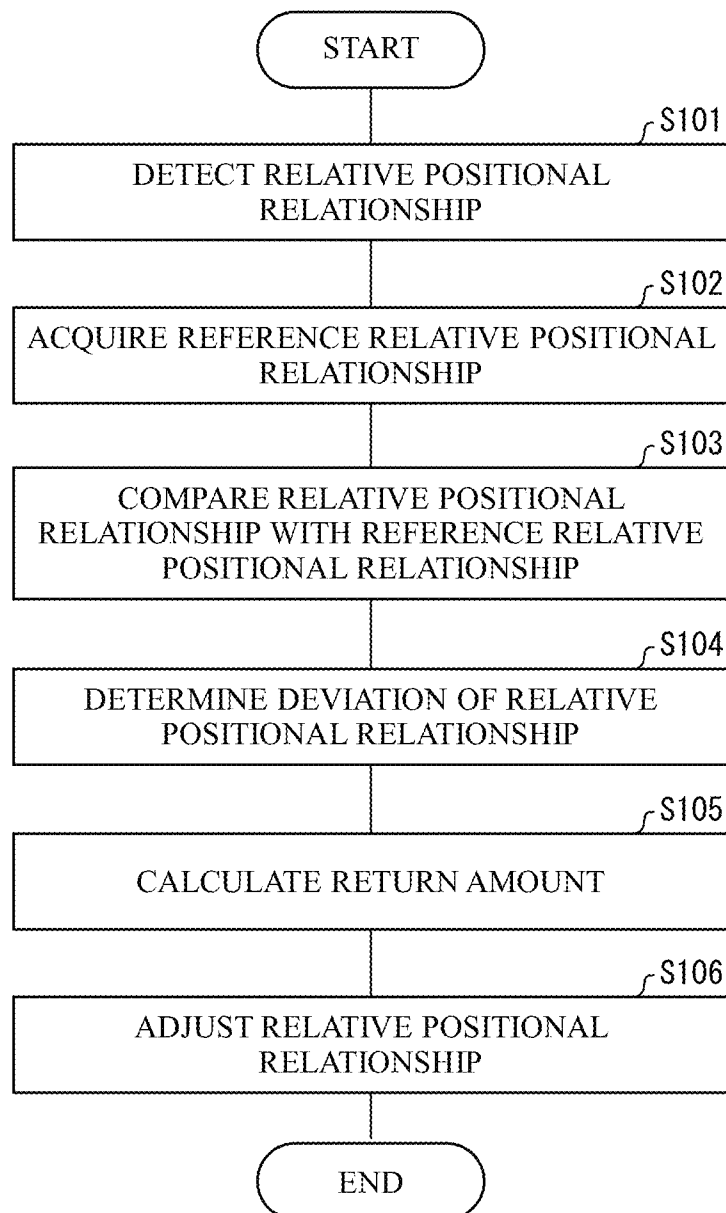 START
S101
DETECT RELATIVE POSITIONAL
RELATIONSHIP
S102
ACQUIRE REFERENCE RELATIVE POSITIONAL
RELATIONSHIP
S103
COMPARE RELATIVE POSITIONAL
RELATIONSHIP WITH REFERENCE RELATIVE
POSITIONAL RELATIONSHIP
S104
DETERMINE DEVIATION OF RELATIVE
POSITIONAL RELATIONSHIP
S105
CALCULATE RETURN AMOUNT
S106
ADJUST RELATIVE POSITIONAL
RELATIONSHIP
END